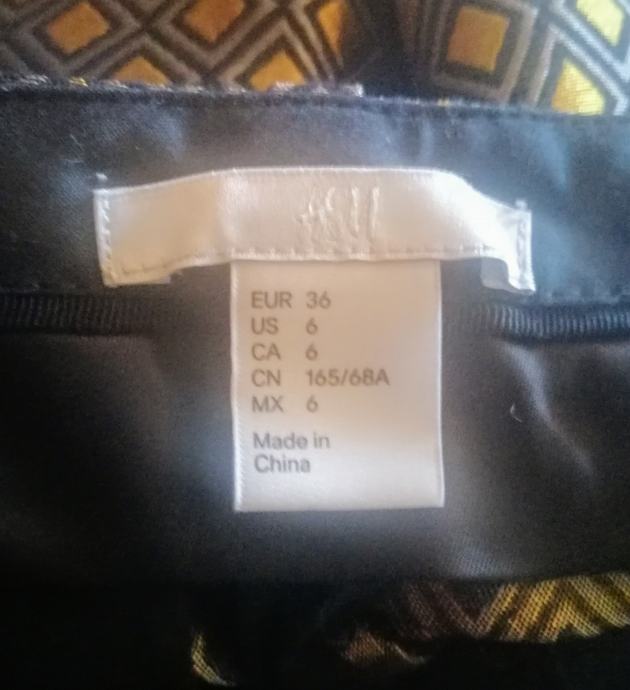 H&M
EUR 36
US 6
CA 6
CN 165/68A
MX 6
Made in
China